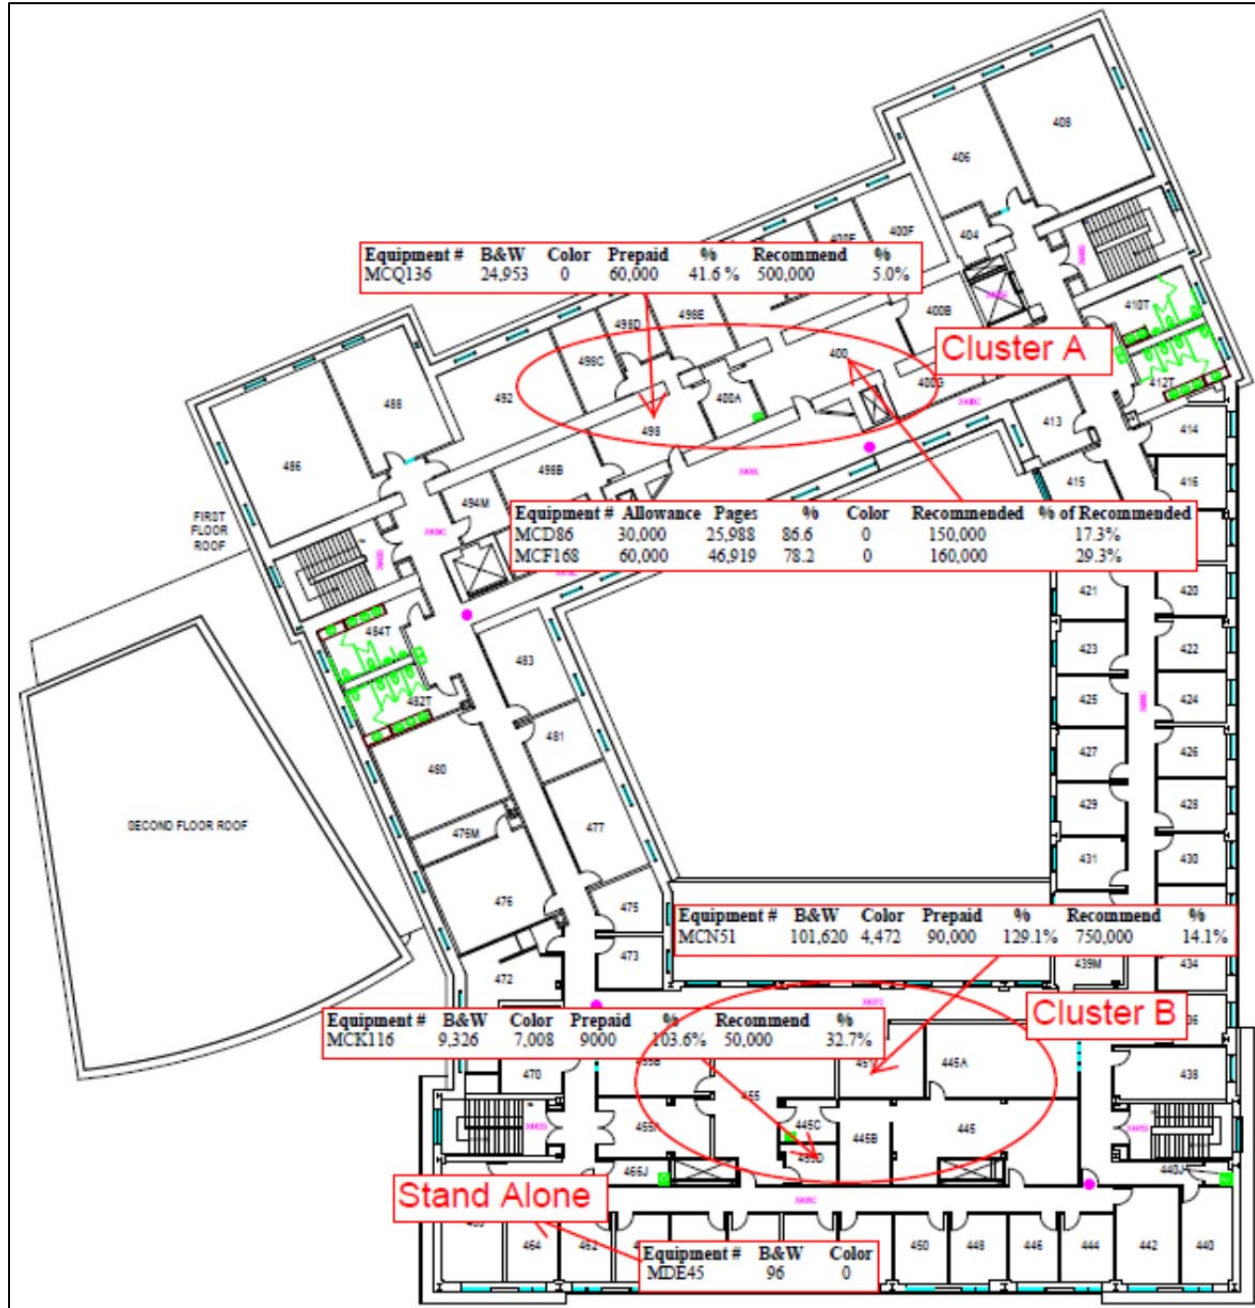 408
406
404
400F
400E
Equipment # B&W Color Prepaid % Recommend %
MCQ136 24,953 0 60,000 41.6 % 500,000 5.0%
410T
400B
498E
498D
498C
Cluster A
400
412T
492
400A
400G
488
498
413
414
486
498B
415
416
494M
FIRST
FLOOR
ROOF
Equipment # Allowance Pages % Color Recommended % of Recommended
MCD86 30,000 25,988 86.6 0 150,000 17.3%
MCF168 60,000 46,919 78.2 0 160,000 29.3%
421
420
484T
483
423
422
482T
425
424
481
427
426
480
429
428
SECOND FLOOR ROOF
476M
477
431
430
476
475
Equipment # B&W Color Prepaid % Recommend %
MCN51 101,620 4,472 90,000 129.1% 750,000 14.1%
473
439M
434
472
Cluster B
Equipment # B&W Color Prepaid % Recommend %
MCK116 9,326 7,008 9000 103.6% 50,000 32.7%
470
455
445A
438
445C
445B
445
466J
440J
Stand Alone
464
462
450
448
446
444
442
440
Equipment # B&W Color
MDE45 96 0